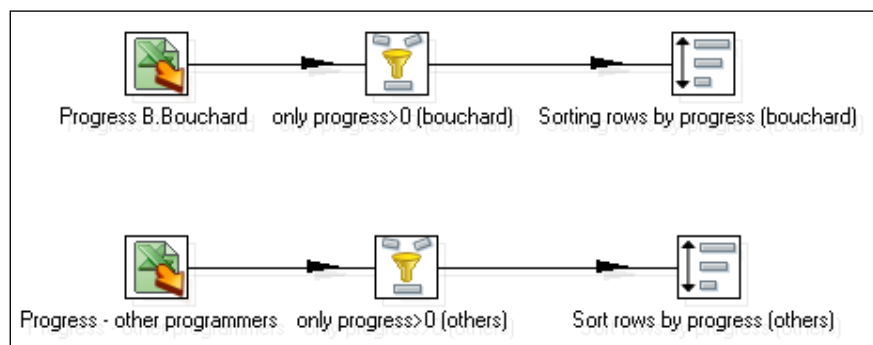 Progress B.Bouchard only progress>0 (bouchard) Sorting rows by progress (bouchard)
Progress - other programmers only progress>0 (others) Sort rows by progress (others)